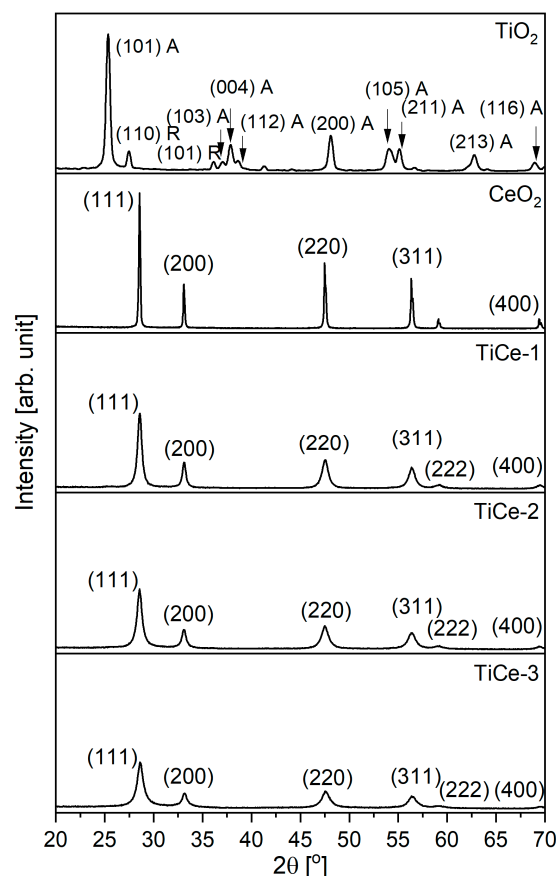 TiO₂
(101) A
(004) A
(105) A
(116) A
(103) A
(211) A
(110) R
(112) A
(200) A
(101) R
(213) A
CeO₂
(111)
(220)
(311)
(200)
(400)
TiCe-1
(111)
(220)
(311)
(200)
(222)
(400)
TiCe-2
(111)
(200)
(220)
(311)
(222)
(400)
TiCe-3
(111)
(200)
(220)
(311)
(222)
(400)
20 25 30 35 40 45 50 55 60 65 70
2θ [°]
Intensity [arb. unit]